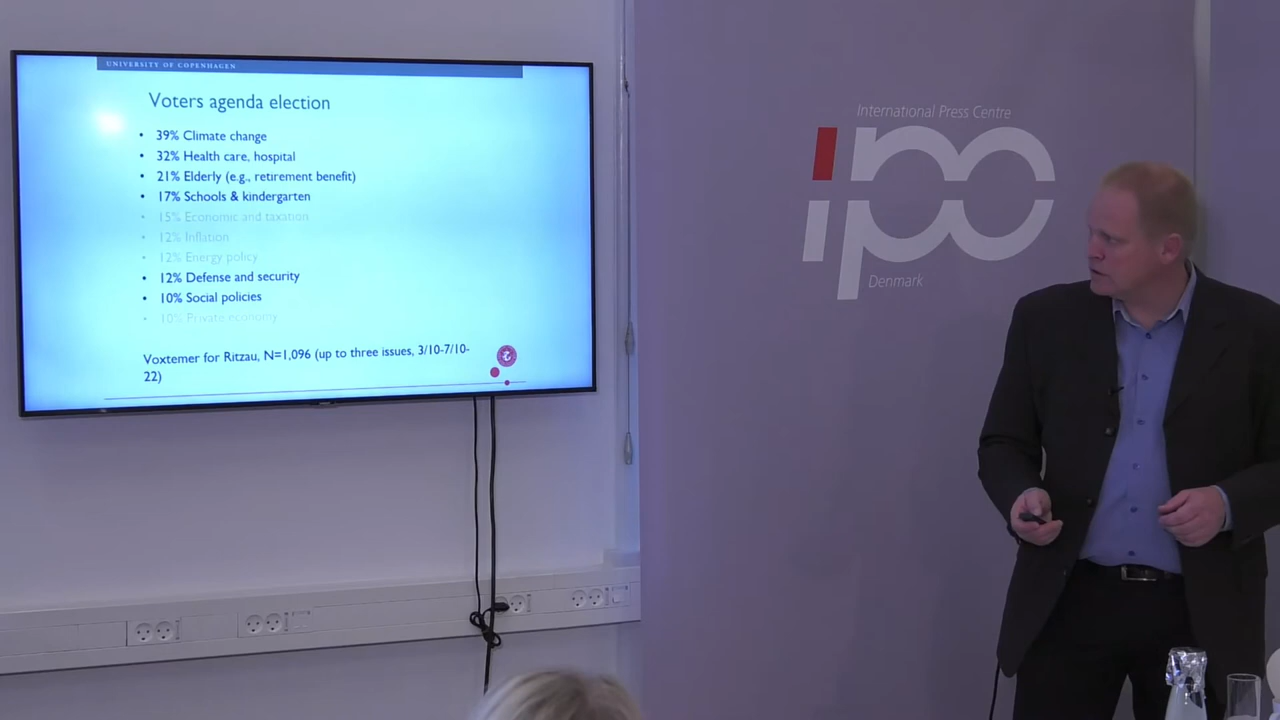 UNIVERSITY OF COPENHAGEN
Voters agenda election
• 39% Climate change
• 32% Health care, hospital
• 21% Elderly (e.g., retirement benefit)
• 17% Schools & kindergarten
• 15% Economic and taxation
• 12% Inflation
• 12% Energy policy
• 12% Defense and security
• 10% Social policies
• 10% Private economy
Voxtemer for Ritzau, N=1,096 (up to three issues, 3/10-7/10-
22)
International Press Centre
ipc
Denmark